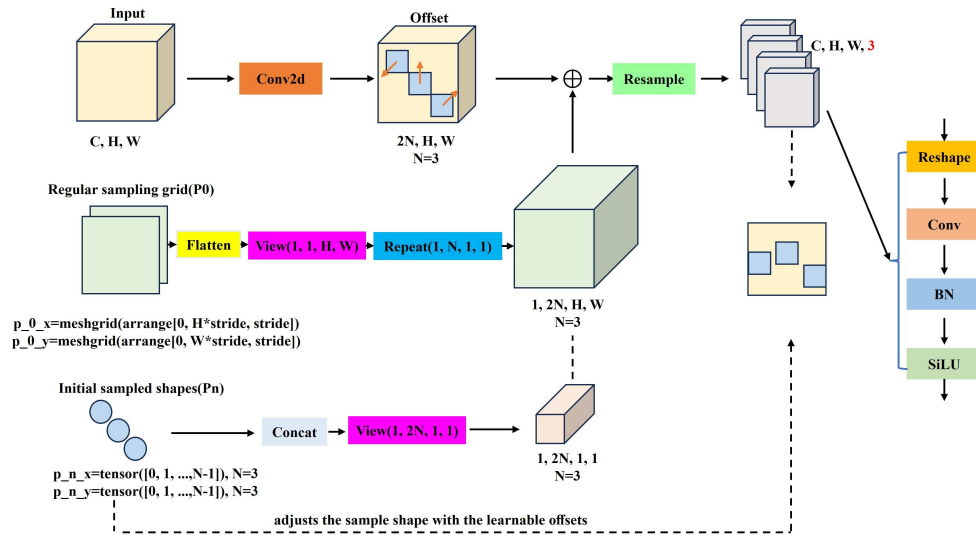 Input
Offset
Conv2d
Resample
C, H, W, 3
C, H, W
2N, H, W
N=3
Reshape
Regular sampling grid(P0)
Flatten
View(1, 1, H, W)
Repeat(1, N, 1, 1)
Conv
BN
1, 2N, H, W
N=3
p_0_x=meshgrid(arrange[0, H*stride, stride])
p_0_y=meshgrid(arrange[0, W*stride, stride])
SiLU
Initial sampled shapes(Pn)
Concat
View(1, 2N, 1, 1)
1, 2N, 1, 1
N=3
p_n_x=tensor([0, 1, ...,N-1]), N=3
p_n_y=tensor([0, 1, ...,N-1]), N=3
adjusts the sample shape with the learnable offsets